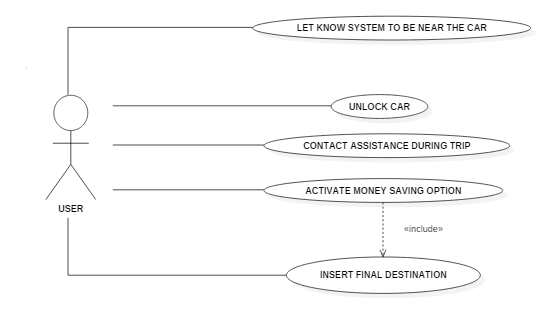 LET KNOW SYSTEM TO BE NEAR THE CAR
UNLOCK CAR
CONTACT ASSISTANCE DURING TRIP
ACTIVATE MONEY SAVING OPTION
USER
«include»
INSERT FINAL DESTINATION